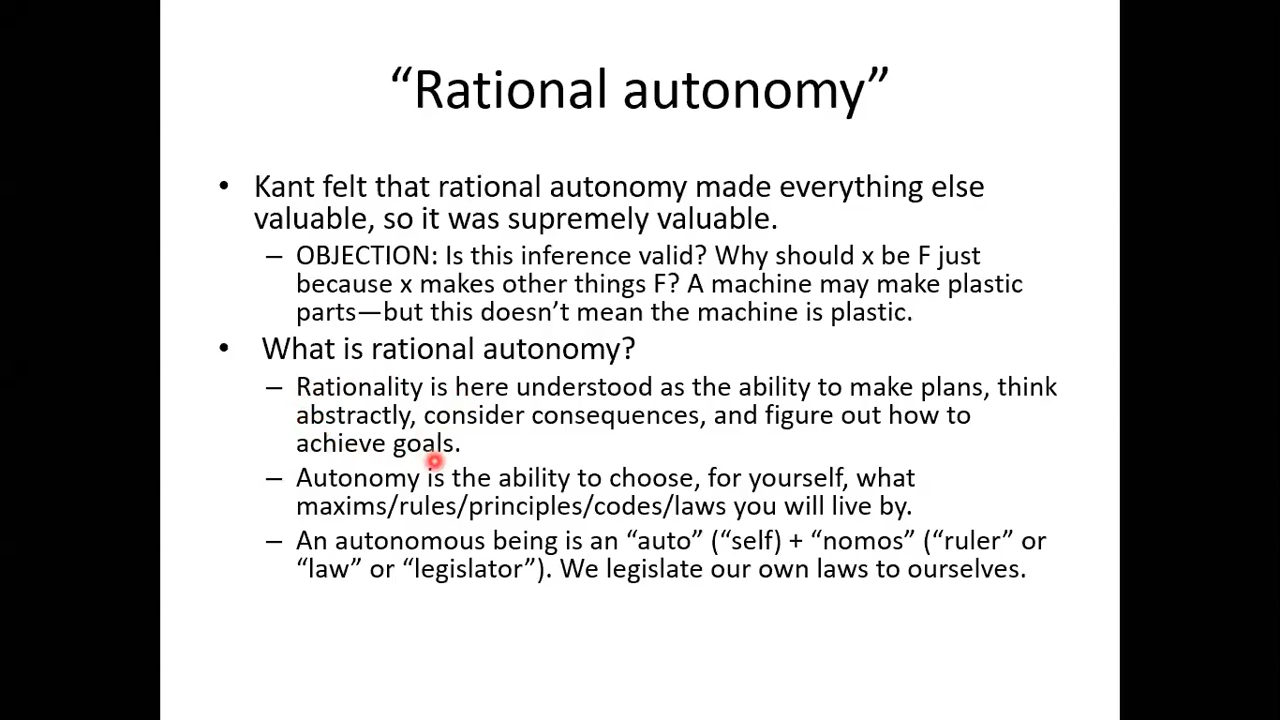 “Rational autonomy”
• Kant felt that rational autonomy made everything else
valuable, so it was supremely valuable.
– OBJECTION: Is this inference valid? Why should x be F just
because x makes other things F? A machine may make plastic
parts—but this doesn’t mean the machine is plastic.
• What is rational autonomy?
– Rationality is here understood as the ability to make plans, think
abstractly, consider consequences, and figure out how to
achieve goals.
– Autonomy is the ability to choose, for yourself, what
maxims/rules/principles/codes/laws you will live by.
– An autonomous being is an “auto” (“self) + “nomos” (“ruler” or
“law” or “legislator”). We legislate our own laws to ourselves.